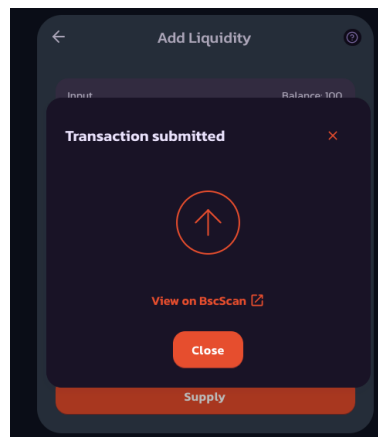 Add Liquidity
Input Balance: 100
Transaction submitted
View on BscScan
Close
Supply